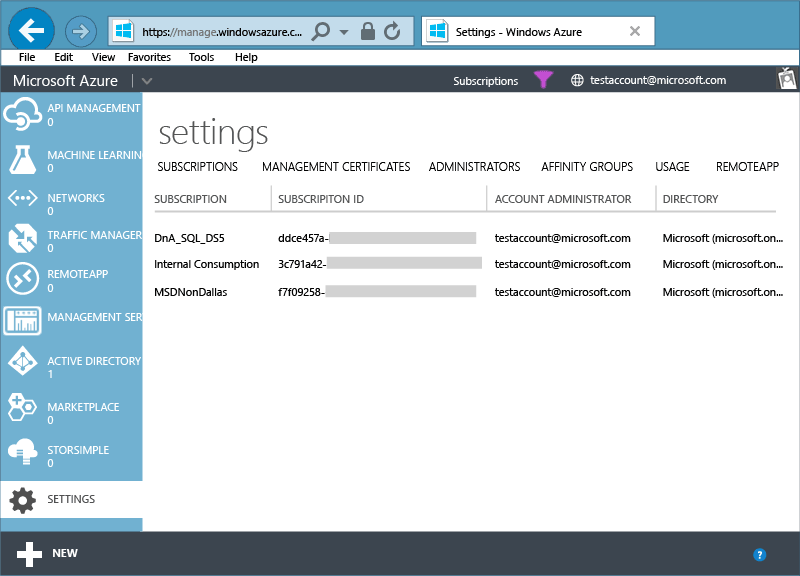 https://manage.windowsazure.c...
Settings - Windows Azure
File Edit View Favorites Tools Help
Microsoft Azure
Subscriptions
testaccount@microsoft.com
API MANAGEMENT
0
MACHINE LEARNIN
0
NETWORKS
0
TRAFFIC MANAGER
0
REMOTEAPP
0
MANAGEMENT SER
ACTIVE DIRECTORY
1
MARKETPLACE
0
STORSIMPLE
0
SETTINGS
settings
SUBSCRIPTIONS MANAGEMENT CERTIFICATES ADMINISTRATORS AFFINITY GROUPS USAGE REMOTEAPP
SUBSCRIPTION SUBSCRIPITON ID ACCOUNT ADMINISTRATOR DIRECTORY
DnA_SQL_DS5 ddce457a- testaccount@microsoft.com Microsoft (microsoft.on...
Internal Consumption 3c791a42- testaccount@microsoft.com Microsoft (microsoft.on...
MSDNonDallas f7f09258- testaccount@microsoft.com Microsoft (microsoft.on...
NEW
?